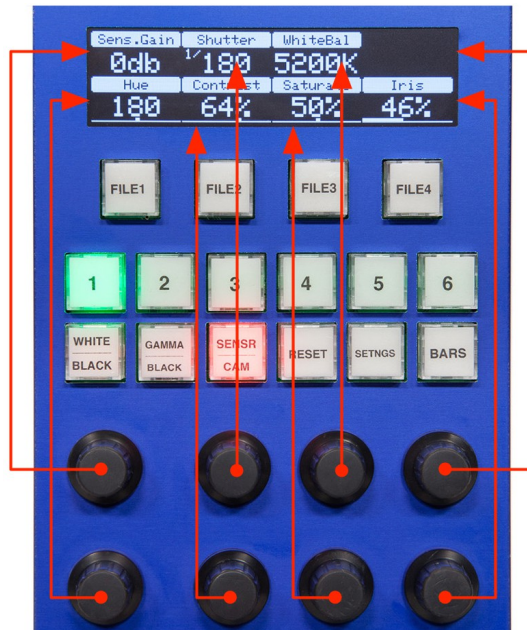 Sens.Gain Shutter WhiteBal
0db 1/180 5200K
Hue Contrast Satura Iris
180 64% 50% 46%
FILE1 FILE2 FILE3 FILE4
1 2 3 4 5 6
WHITE GAMMA SENSR RESET SETNGS BARS
BLACK BLACK CAM